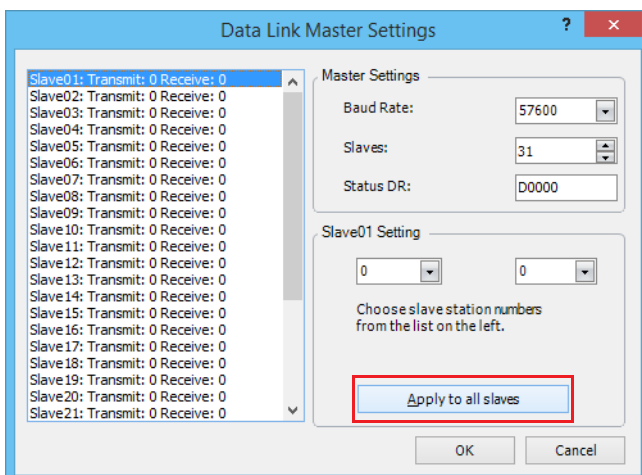 Data Link Master Settings
?
Slave01: Transmit: 0 Receive: 0
Slave02: Transmit: 0 Receive: 0
Slave03: Transmit: 0 Receive: 0
Slave04: Transmit: 0 Receive: 0
Slave05: Transmit: 0 Receive: 0
Slave06: Transmit: 0 Receive: 0
Slave07: Transmit: 0 Receive: 0
Slave08: Transmit: 0 Receive: 0
Slave09: Transmit: 0 Receive: 0
Slave10: Transmit: 0 Receive: 0
Slave11: Transmit: 0 Receive: 0
Slave12: Transmit: 0 Receive: 0
Slave13: Transmit: 0 Receive: 0
Slave14: Transmit: 0 Receive: 0
Slave15: Transmit: 0 Receive: 0
Slave16: Transmit: 0 Receive: 0
Slave17: Transmit: 0 Receive: 0
Slave18: Transmit: 0 Receive: 0
Slave19: Transmit: 0 Receive: 0
Slave20: Transmit: 0 Receive: 0
Slave21: Transmit: 0 Receive: 0
Master Settings
Baud Rate: 57600
Slaves: 31
Status DR: D0000
Slave01 Setting
0 0
Choose slave station numbers
from the list on the left.
Apply to all slaves
OK Cancel